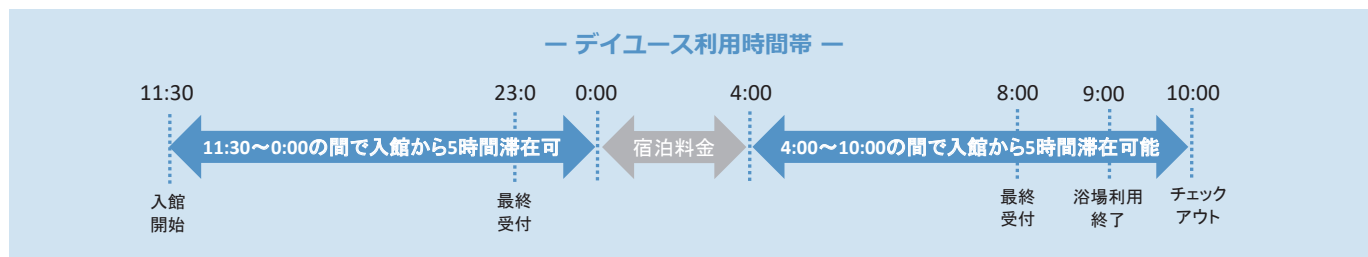 ー デイユース利用時間帯 ー
11:30
23:0
0:00
4:00
8:00
9:00
10:00
11:30～0:00の間で入館から5時間滞在可
宿泊料金
4:00～10:00の間で入館から5時間滞在可能
入館
開始
最終
受付
最終
受付
浴場利用
終了
チェック
アウト